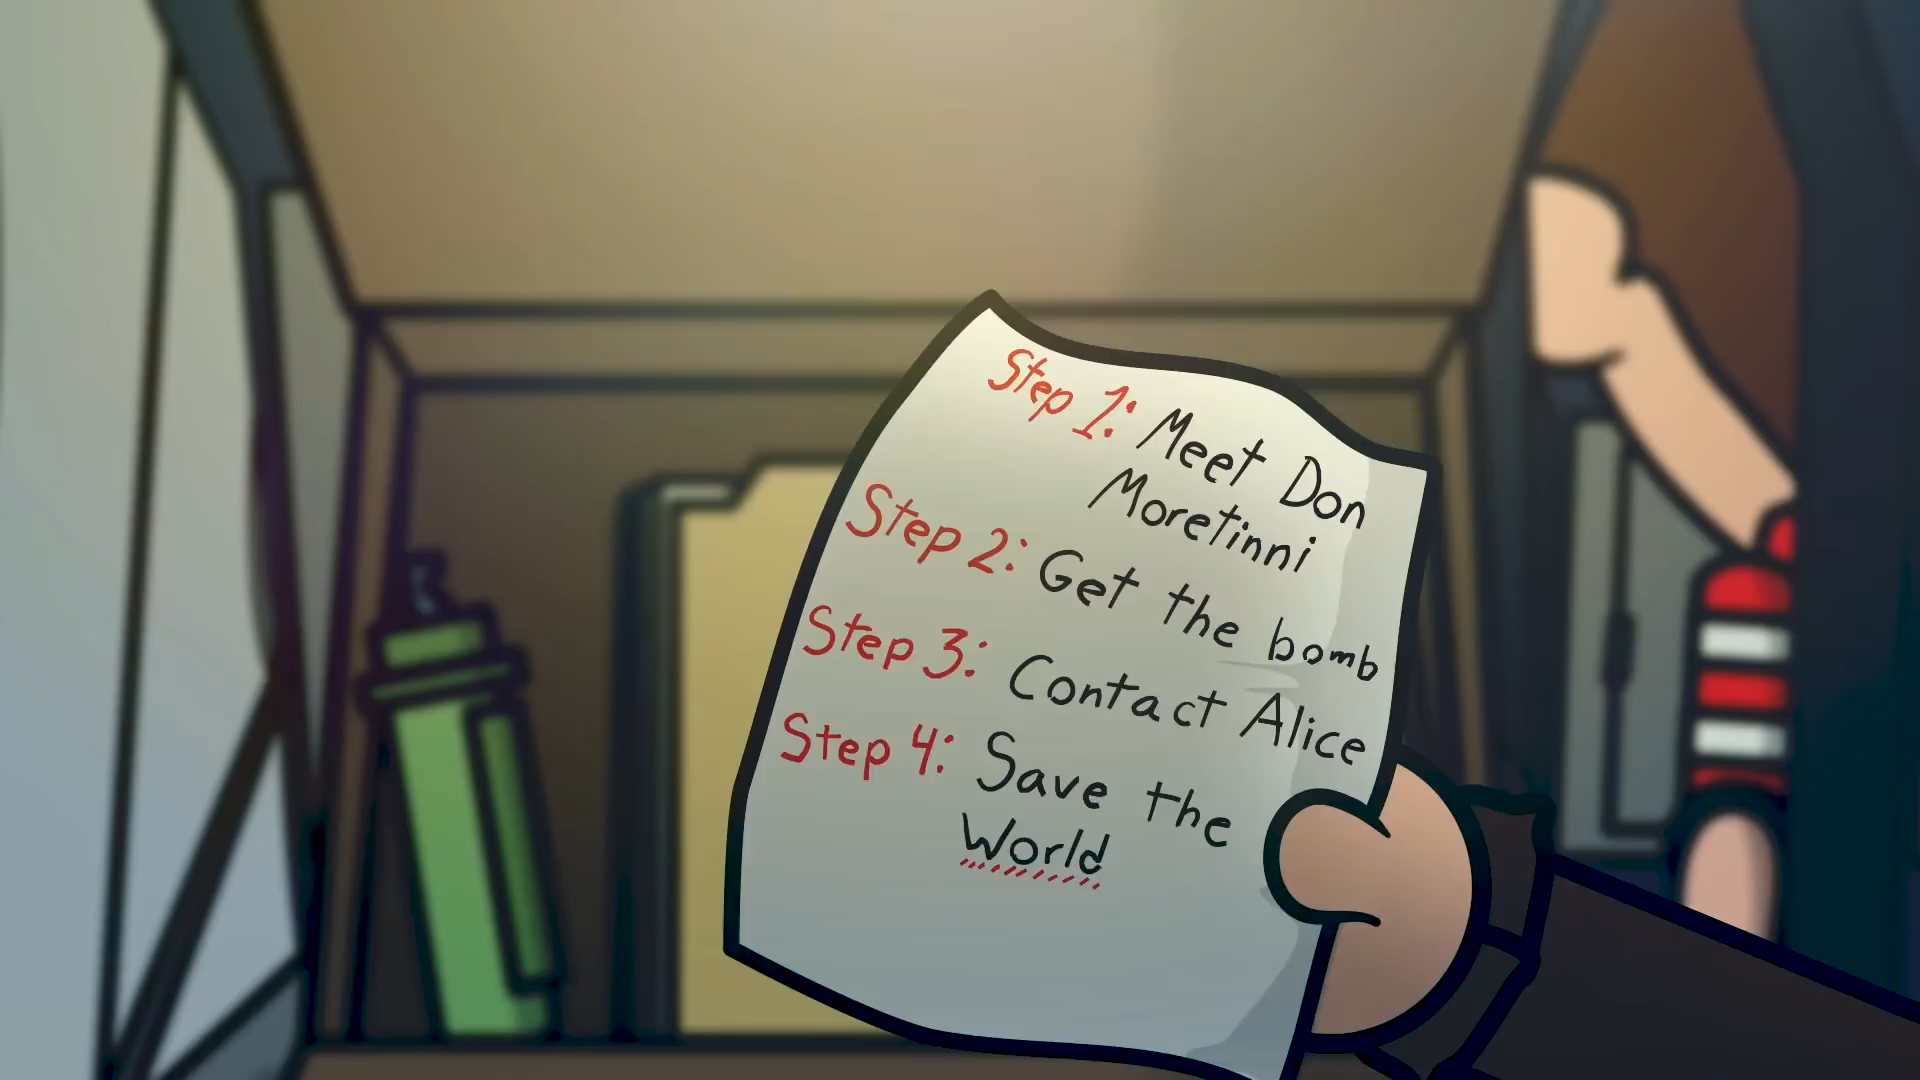 Step 1: Meet Don
Moretinni
Step 2: Get the bomb
Step 3: Contact Alice
Step 4: Save the
World